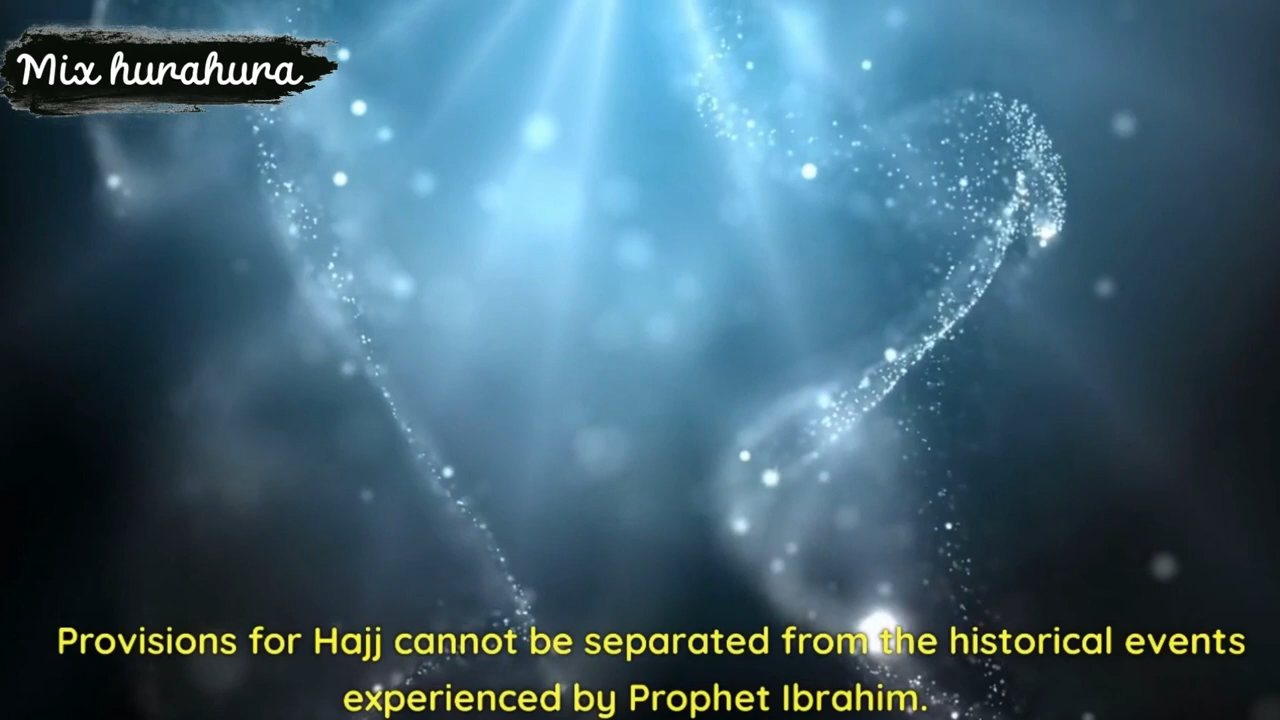 Mix hurahura
Provisions for Hajj cannot be separated from the historical events
experienced by Prophet Ibrahim.